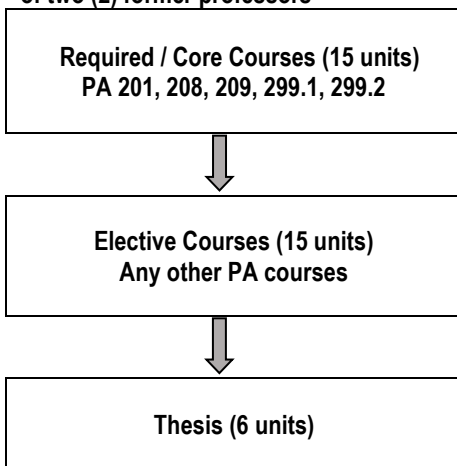 of two (2) former professors
Required / Core Courses (15 units)
PA 201, 208, 209, 299.1, 299.2
Elective Courses (15 units)
Any other PA courses
Thesis (6 units)